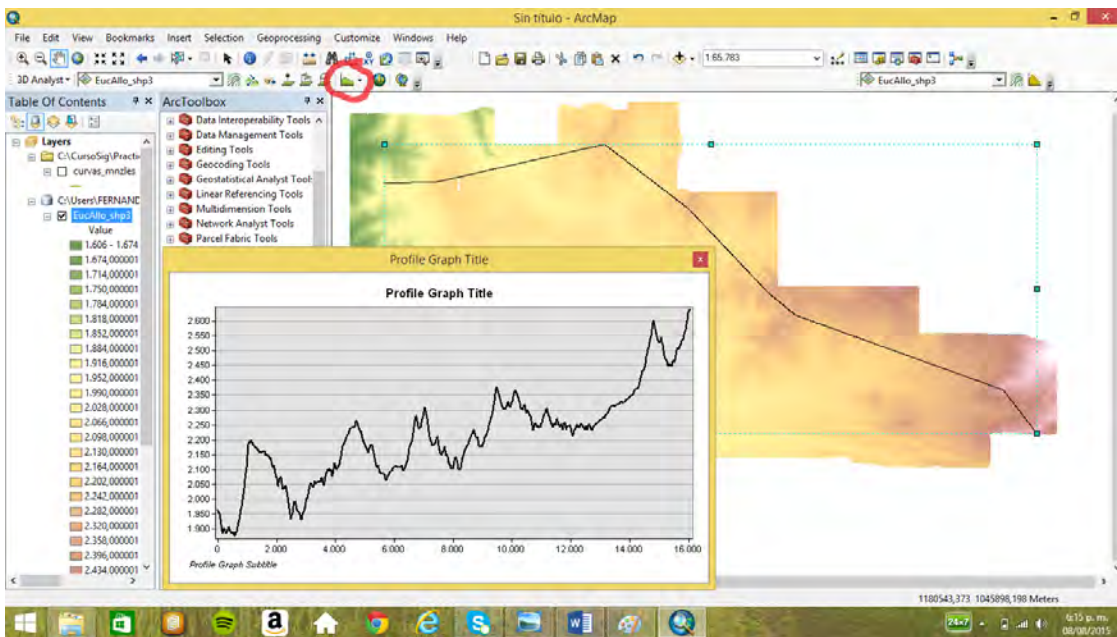 Sin título - ArcMap
File Edit View Bookmarks Insert Selection Geoprocessing Customize Windows Help
1:65.783
3D Analyst EucAllo_shp3
EucAllo_shp3
Table Of Contents
ArcToolbox
Layers
C:\CursoSig\Practi
curvas_mnzles
C:\Users\FERNAND
EucAllo_shp3
Value
1.606 - 1.674
1.674,000001
1.714,000001
1.750,000001
1.784,000001
1.818,000001
1.852,000001
1.884,000001
1.916,000001
1.952,000001
1.990,000001
2.028,000001
2.066,000001
2.098,000001
2.130,000001
2.164,000001
2.202,000001
2.242,000001
2.282,000001
2.320,000001
2.358,000001
2.396,000001
2.434,000001
Data Interoperability Tools
Data Management Tools
Editing Tools
Geocoding Tools
Geostatistical Analyst Tool
Linear Referencing Tools
Multidimension Tools
Network Analyst Tools
Parcel Fabric Tools
Profile Graph Title
Profile Graph Title
2.600
2.550
2.500
2.450
2.400
2.350
2.300
2.250
2.200
2.150
2.100
2.050
2.000
1.950
1.900
0 2.000 4.000 6.000 8.000 10.000 12.000 14.000 16.000
Profile Graph Subtitle
1180543,373 1045898,198 Meters
24x7
6:15 p. m.
08/08/2015